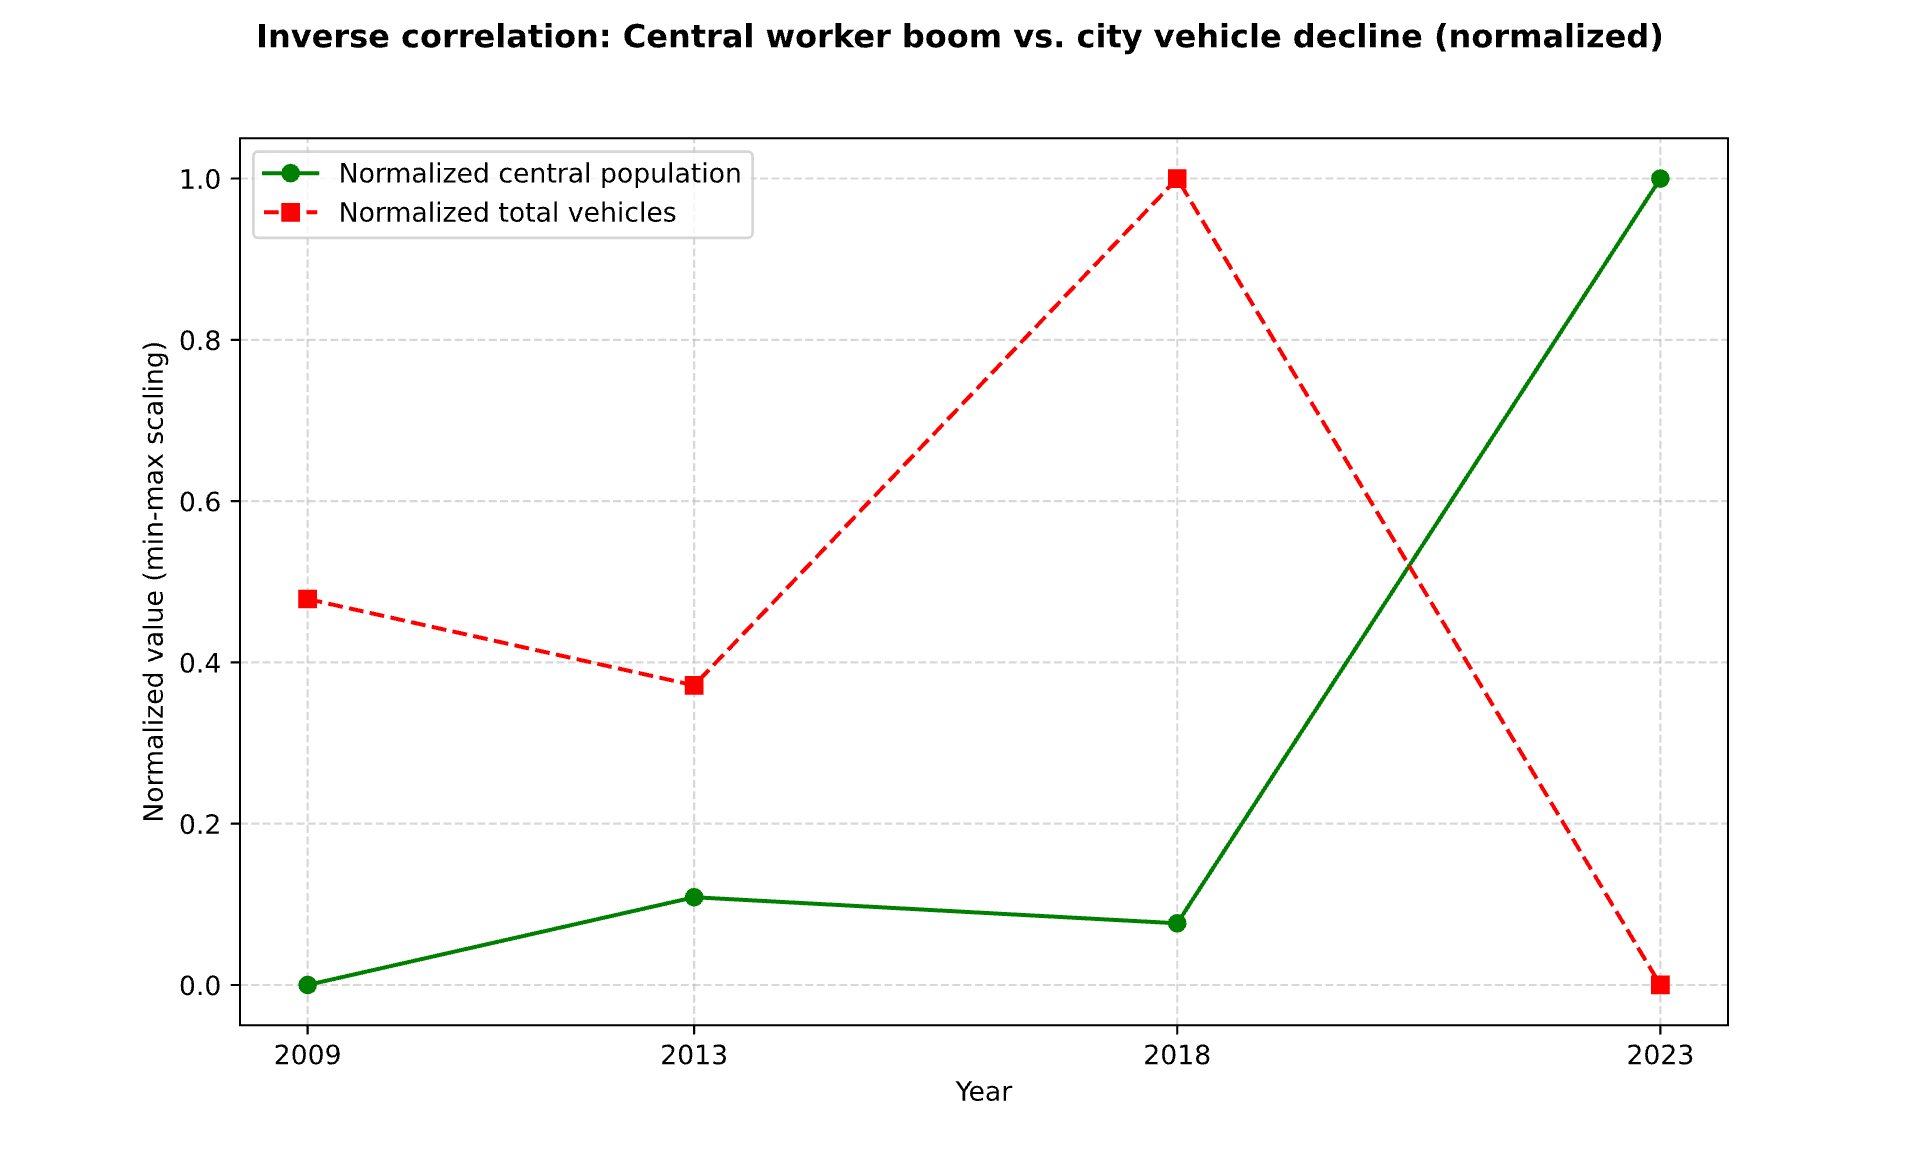 Inverse correlation: Central worker boom vs. city vehicle decline (normalized)
Normalized central population
Normalized total vehicles
Normalized value (min-max scaling)
1.0
0.8
0.6
0.4
0.2
0.0
2009 2013 2018 2023
Year